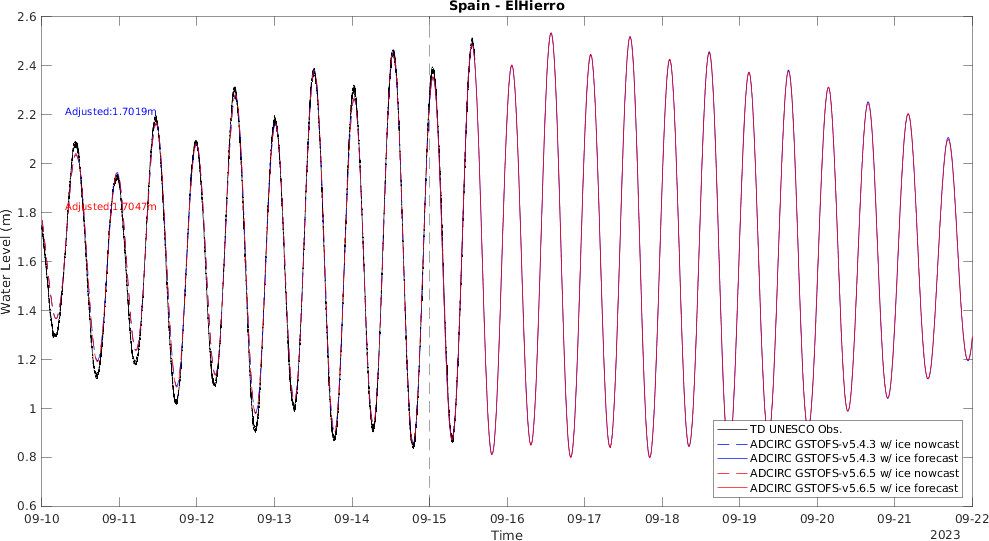 Spain - ElHierro
2.6
2.4
2.2
2
1.8
1.6
1.4
1.2
1
0.8
0.6
Water Level (m)
Adjusted:1.7019m
Adjusted:1.7047m
TD UNESCO Obs.
ADCIRC GSTOFS-v5.4.3 w/ ice nowcast
ADCIRC GSTOFS-v5.4.3 w/ ice forecast
ADCIRC GSTOFS-v5.6.5 w/ ice nowcast
ADCIRC GSTOFS-v5.6.5 w/ ice forecast
09-10 09-11 09-12 09-13 09-14 09-15 09-16 09-17 09-18 09-19 09-20 09-21 09-22
Time
2023